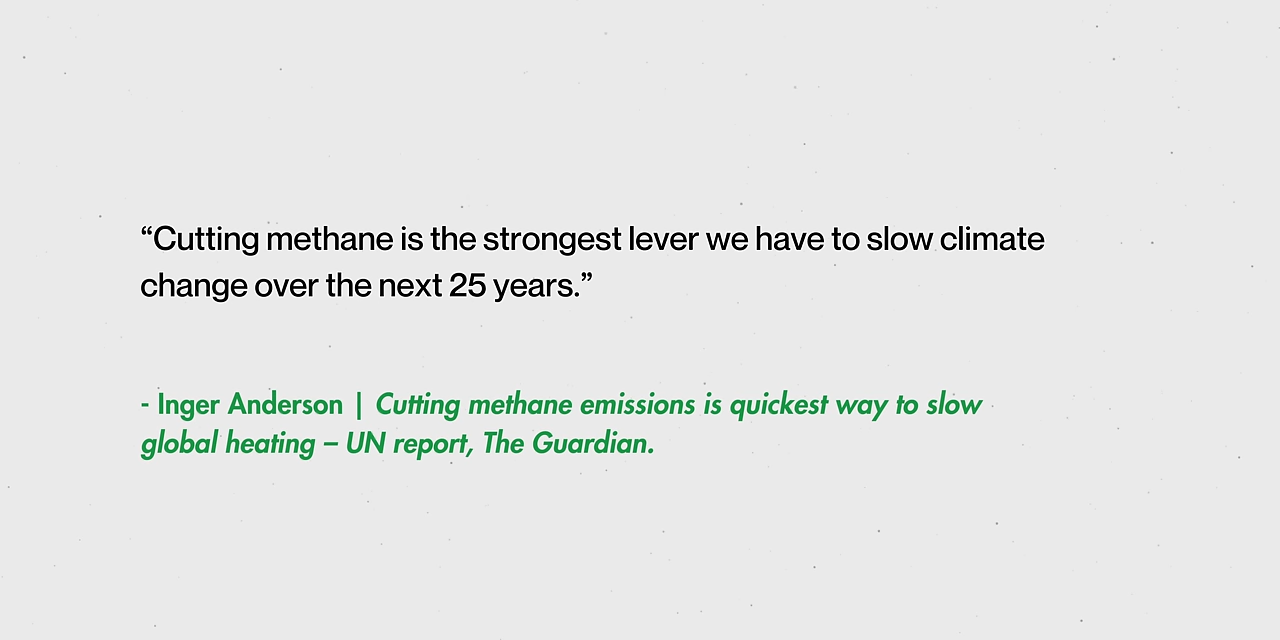 “Cutting methane is the strongest lever we have to slow climate
change over the next 25 years.”
- Inger Anderson | Cutting methane emissions is quickest way to slow
global heating – UN report, The Guardian.